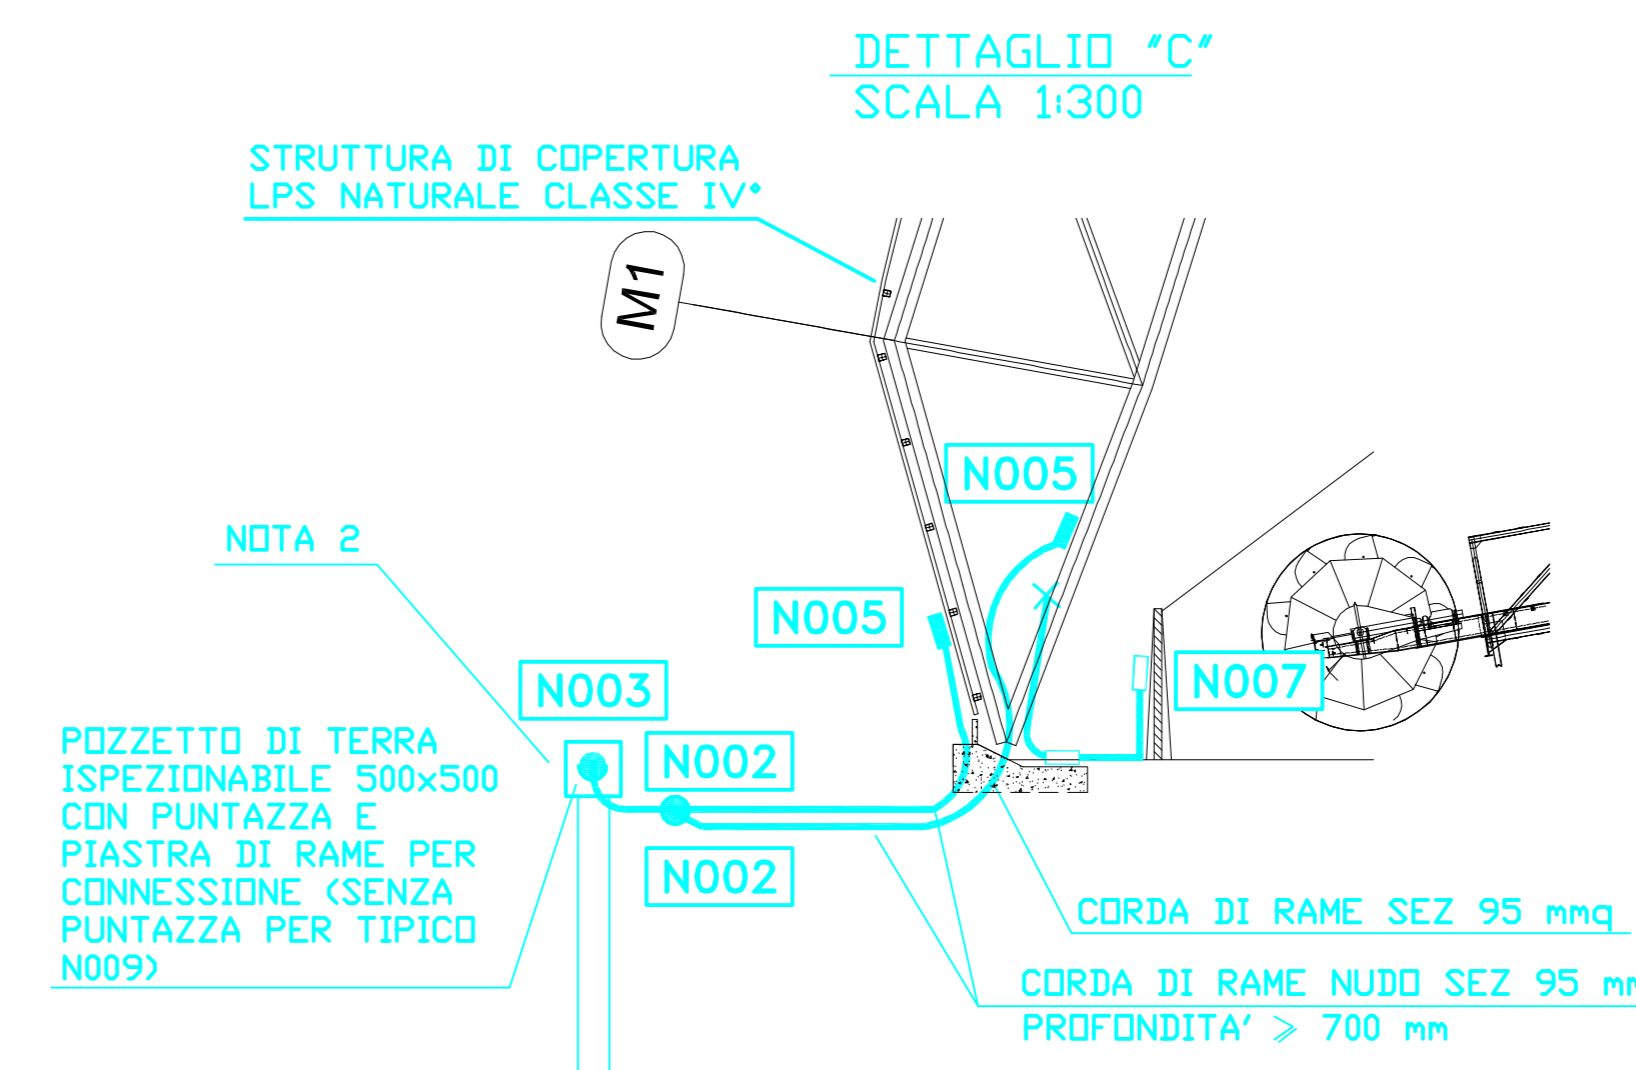 DETTAGLIO "C"
SCALA 1:300
STRUTTURA DI COPERTURA
LPS NATURALE CLASSE IV°
M1
N005
NOTA 2
N005
N003
N007
POZZETTO DI TERRA
ISPEZIONABILE 500x500
CON PUNTAZZA E
PIASTRA DI RAME PER
CONNESSIONE (SENZA
PUNTAZZA PER TIPICO
N009)
N002
N002
CORDA DI RAME SEZ 95 mmq
CORDA DI RAME NUDO SEZ 95 mm
PROFONDITA' ≥ 700 mm